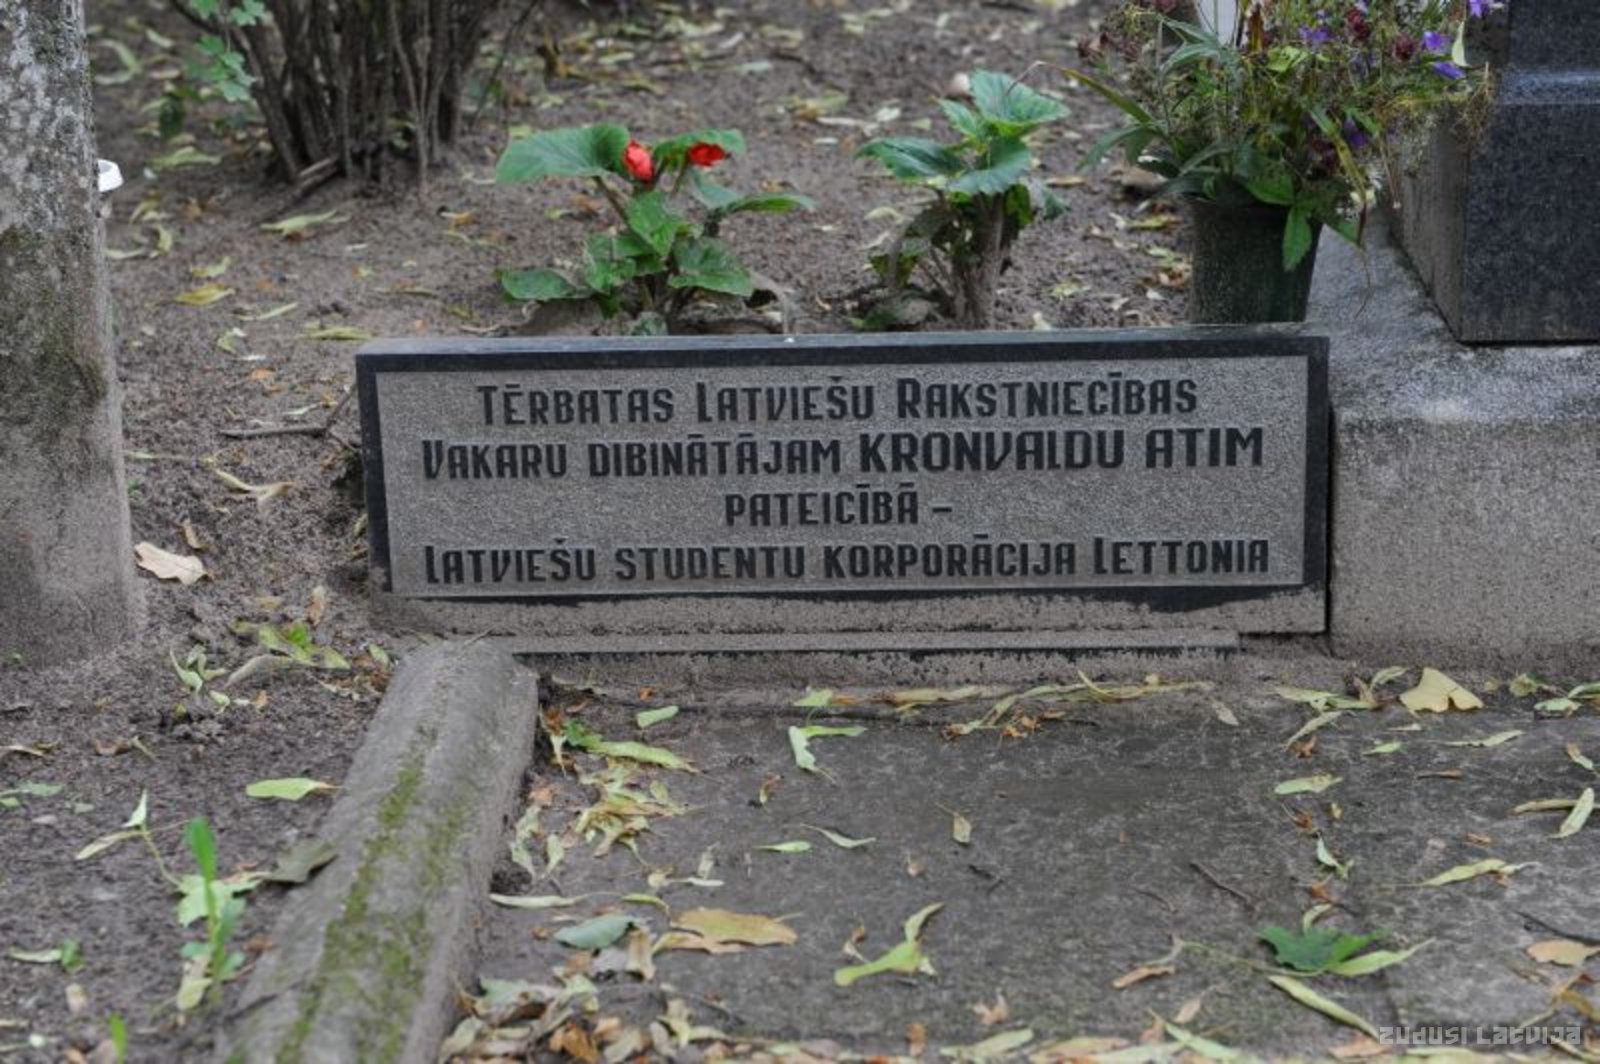 Tērbatas Latviešu Rakstniecības
Vakaru dibinātājam KRONVALDU ATIM
pateicībā –
Latviešu studentu korporācija Lettonia
zudusi Latvija